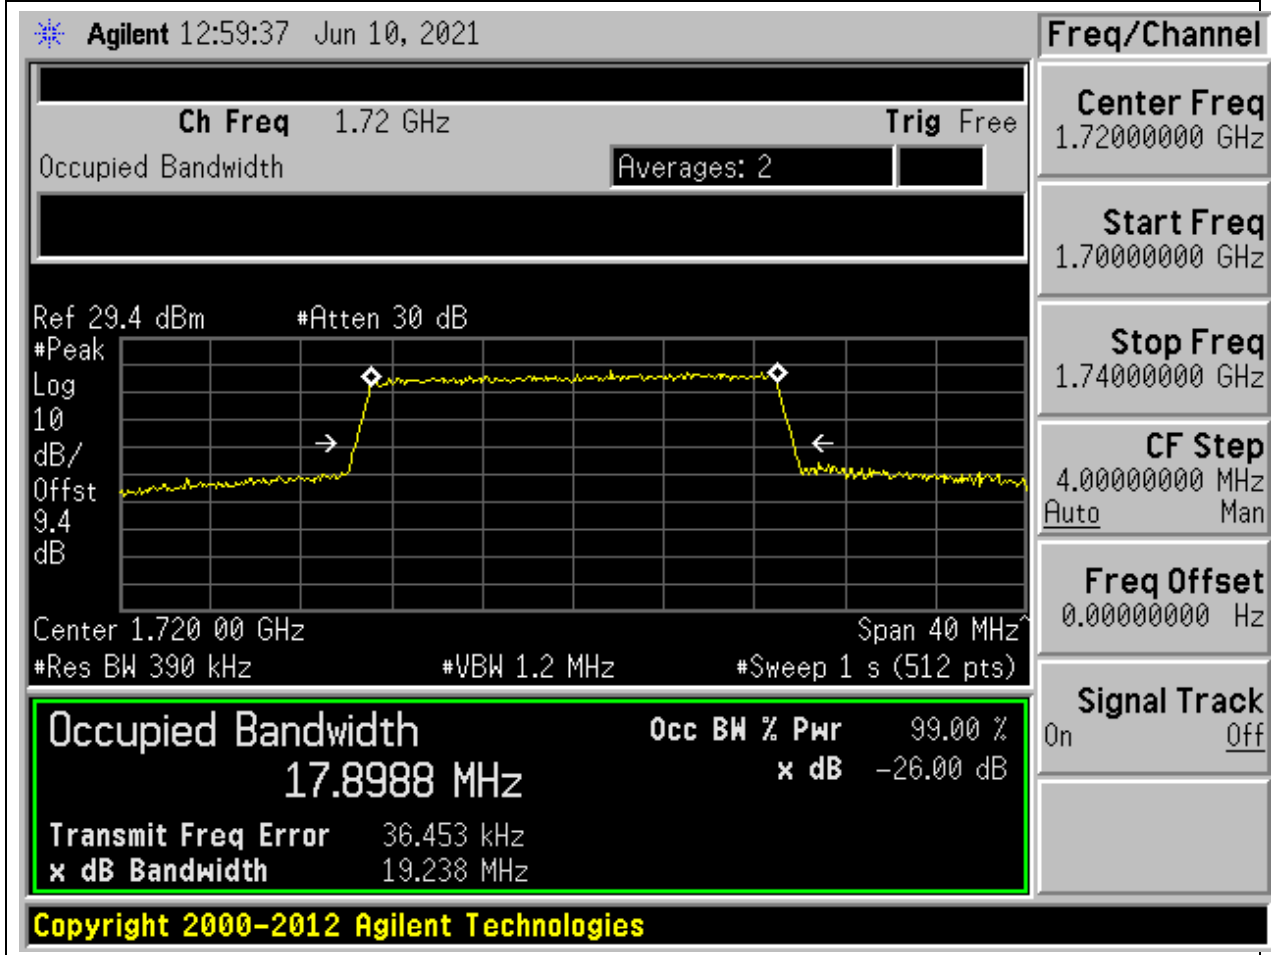 Agilent 12:59:37 Jun 10, 2021
Freq/Channel
Ch Freq 1.72 GHz Trig Free
Occupied Bandwidth Averages: 2
Ref 29.4 dBm #Atten 30 dB
#Peak
Log
10
dB/
Offst
9.4
dB
Center 1.720 00 GHz Span 40 MHz^
#Res BW 390 kHz #VBW 1.2 MHz #Sweep 1 s (512 pts)
Occupied Bandwidth
17.8988 MHz
Occ BW % Pwr 99.00 %
x dB -26.00 dB
Transmit Freq Error 36.453 kHz
x dB Bandwidth 19.238 MHz
Center Freq
1.72000000 GHz
Start Freq
1.70000000 GHz
Stop Freq
1.74000000 GHz
CF Step
4.00000000 MHz
Auto Man
Freq Offset
0.00000000 Hz
Signal Track
On Off
Copyright 2000-2012 Agilent Technologies